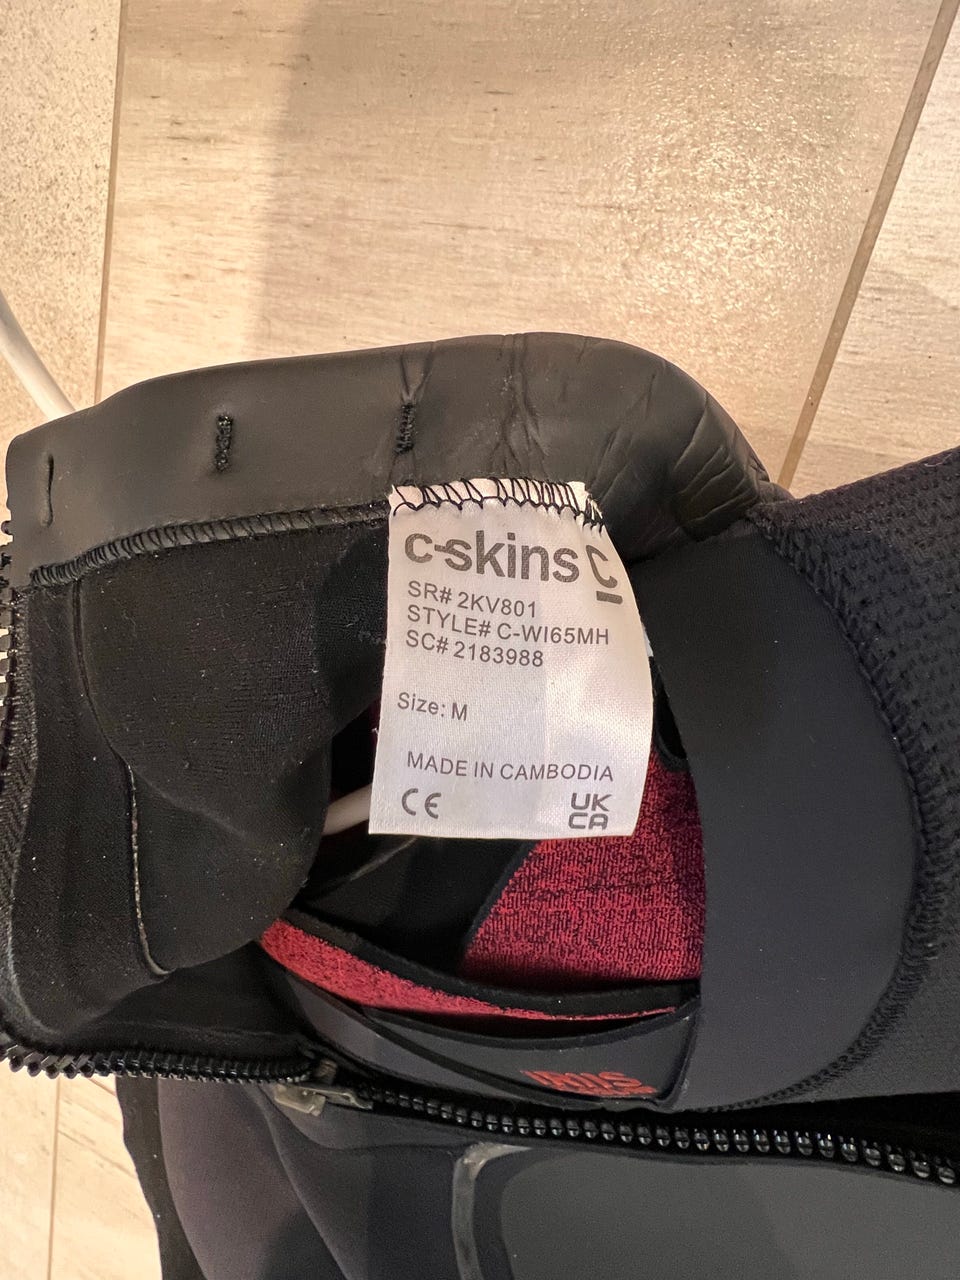 c-skins C
SR# 2KV801
STYLE# C-WI65MH
SC# 2183988
Size: M
MADE IN CAMBODIA
CE
UK
CA